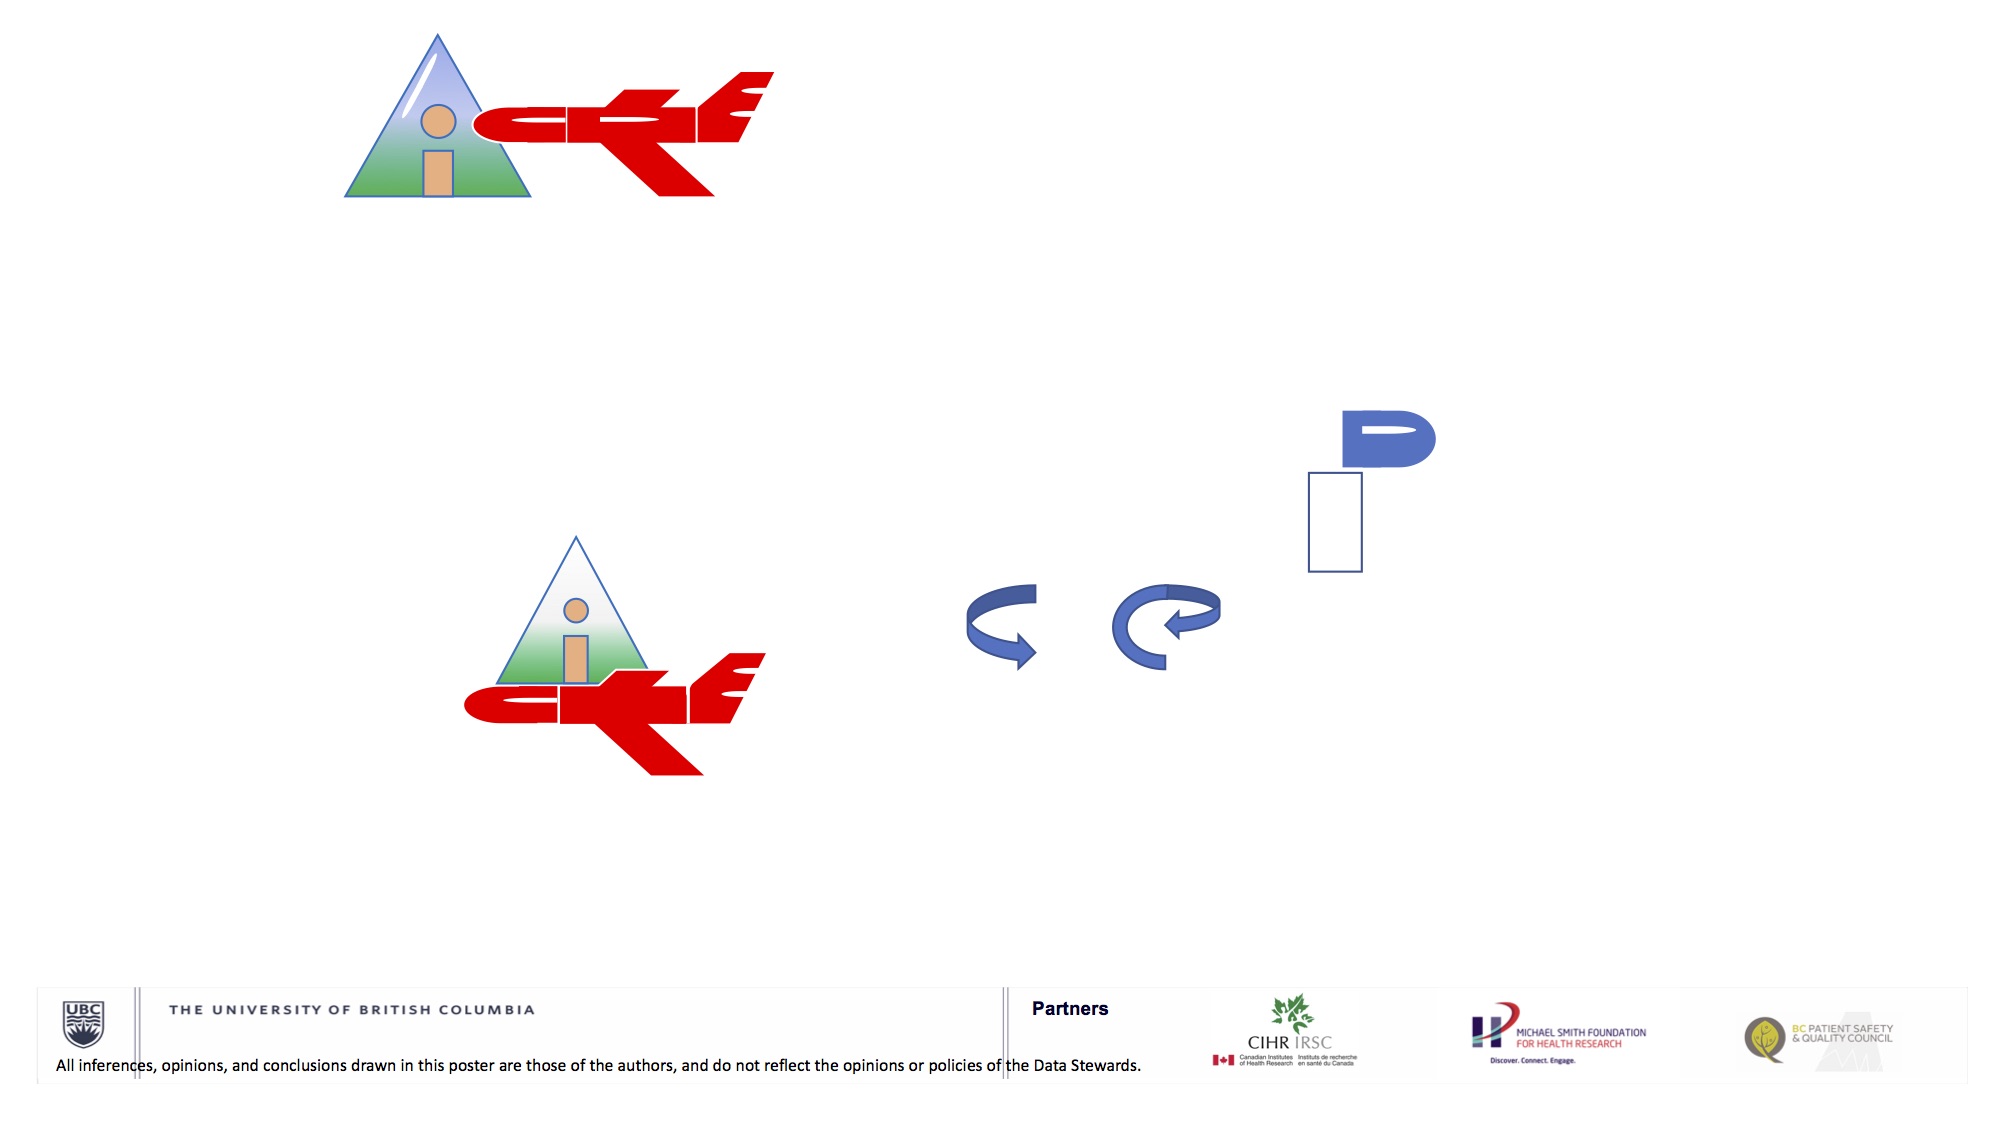 UBC
THE UNIVERSITY OF BRITISH COLUMBIA
Partners
CIHR IRSC
Canadian Institutes of Health Research
Instituts de recherche en santé du Canada
MICHAEL SMITH FOUNDATION
FOR HEALTH RESEARCH
Discover. Connect. Engage.
BC PATIENT SAFETY
& QUALITY COUNCIL
All inferences, opinions, and conclusions drawn in this poster are those of the authors, and do not reflect the opinions or policies of the Data Stewards.